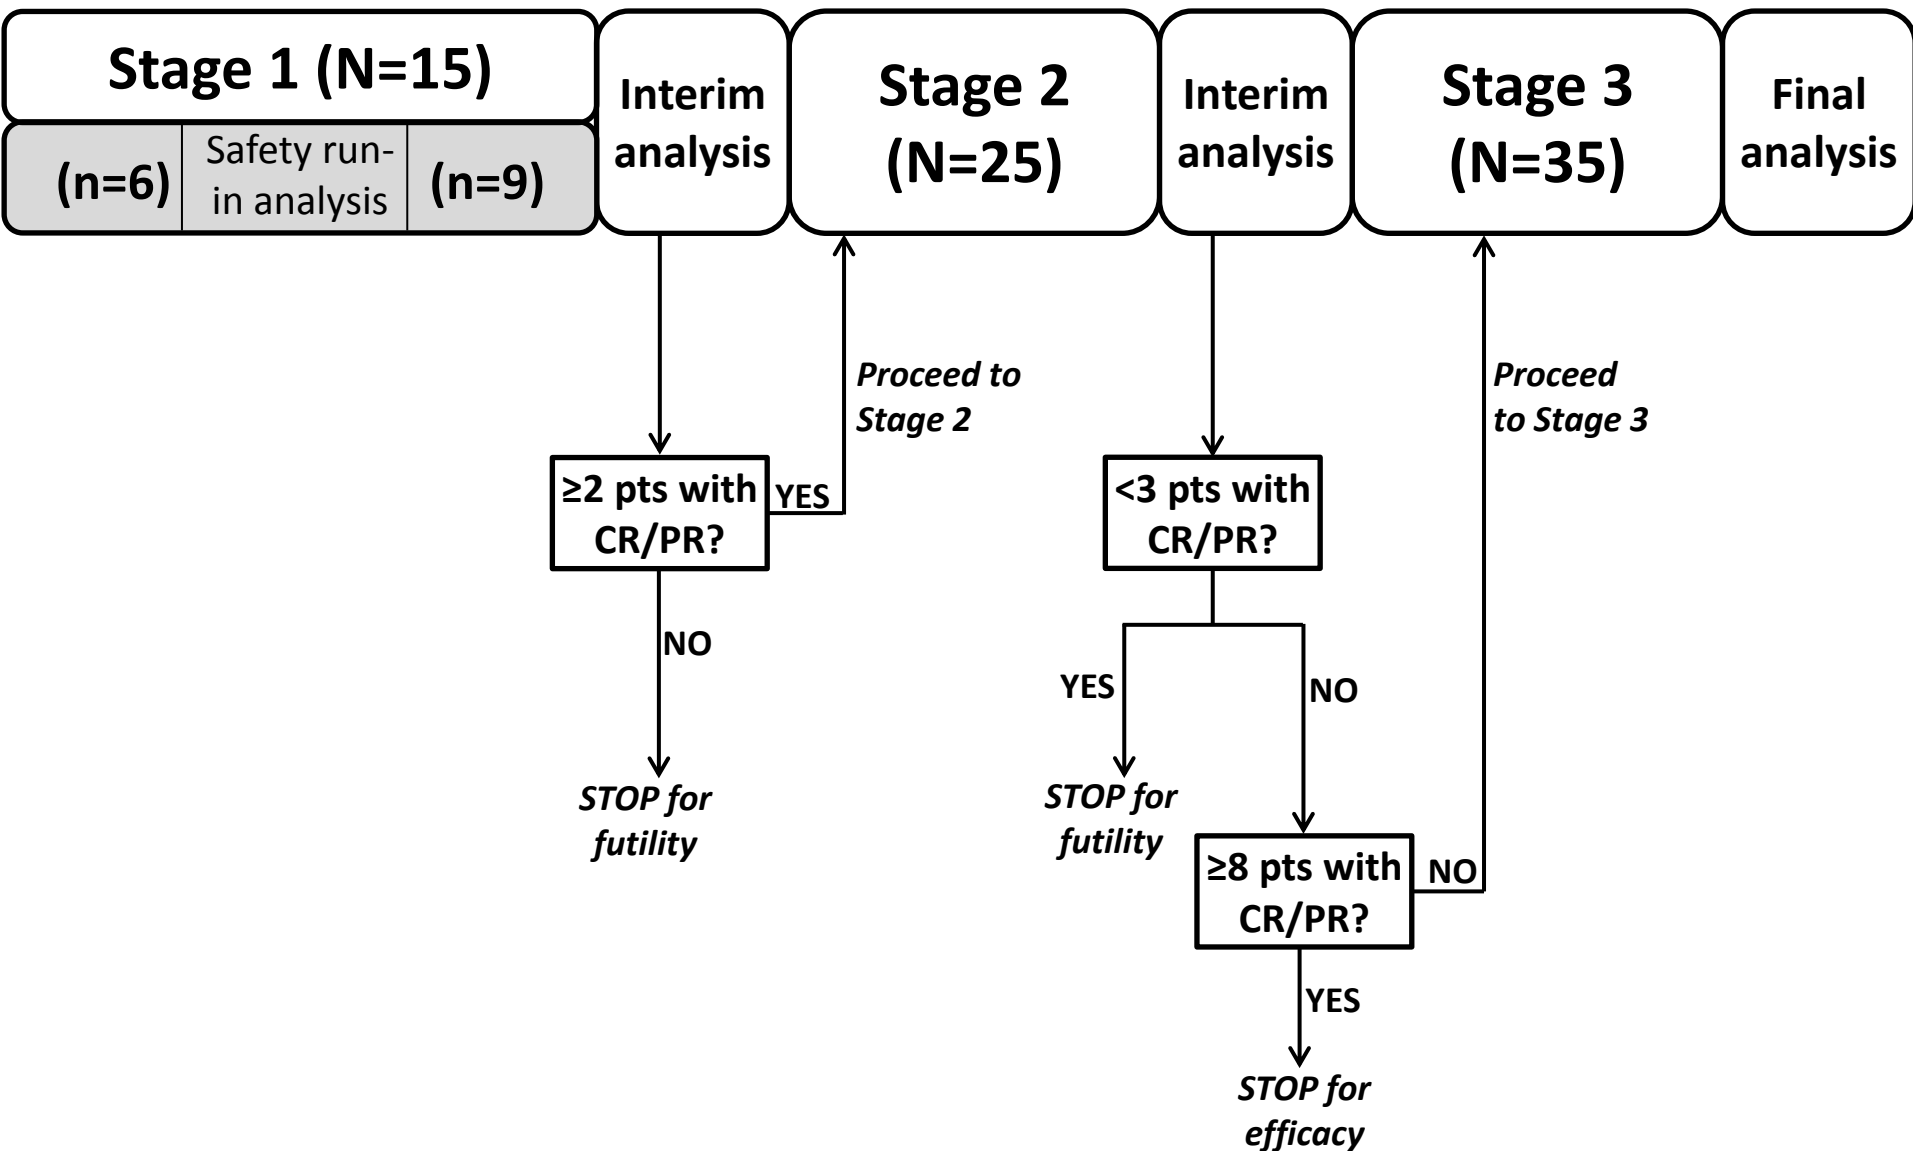 Stage 1 (N=15)
(n=6)
Safety run-
in analysis
(n=9)
Interim
analysis
Stage 2
(N=25)
Interim
analysis
Stage 3
(N=35)
Final
analysis
Proceed to
Stage 2
Proceed
to Stage 3
≥2 pts with
CR/PR?
YES
<3 pts with
CR/PR?
NO
YES
NO
STOP for
futility
STOP for
futility
≥8 pts with
CR/PR?
NO
YES
STOP for
efficacy